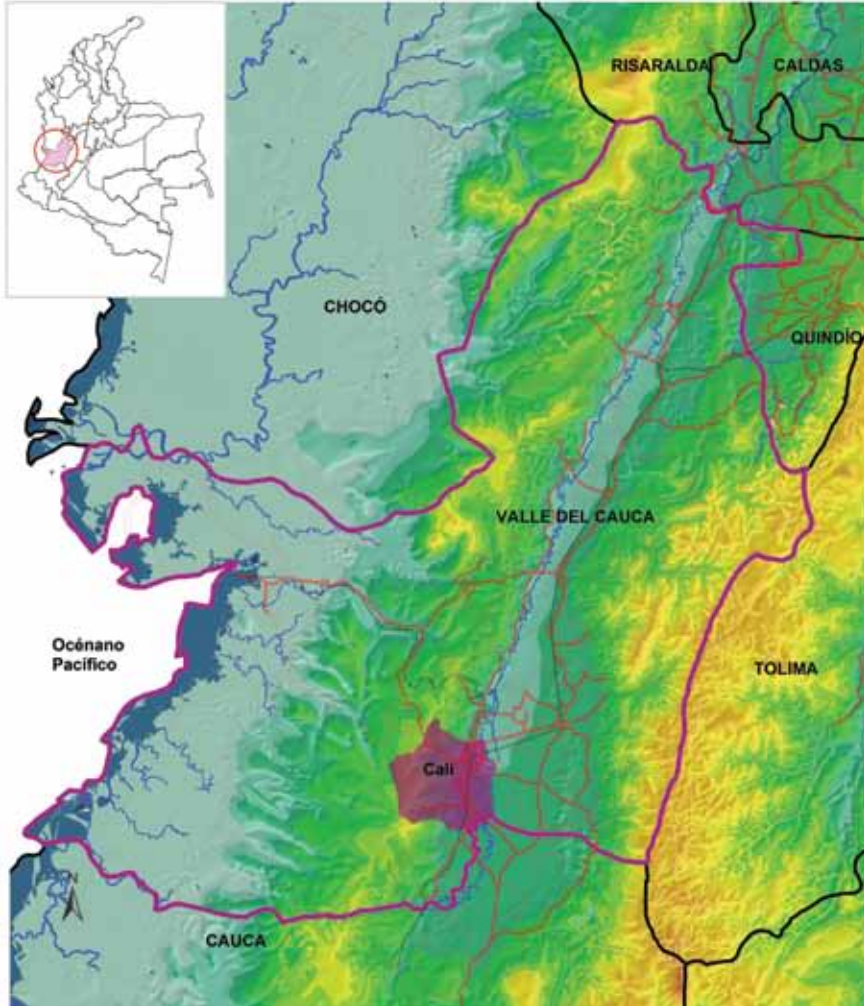 RISARALDA
CALDAS
CHOCÓ
QUINDÍO
VALLE DEL CAUCA
Océnano
Pacífico
TOLIMA
Cali
N
CAUCA